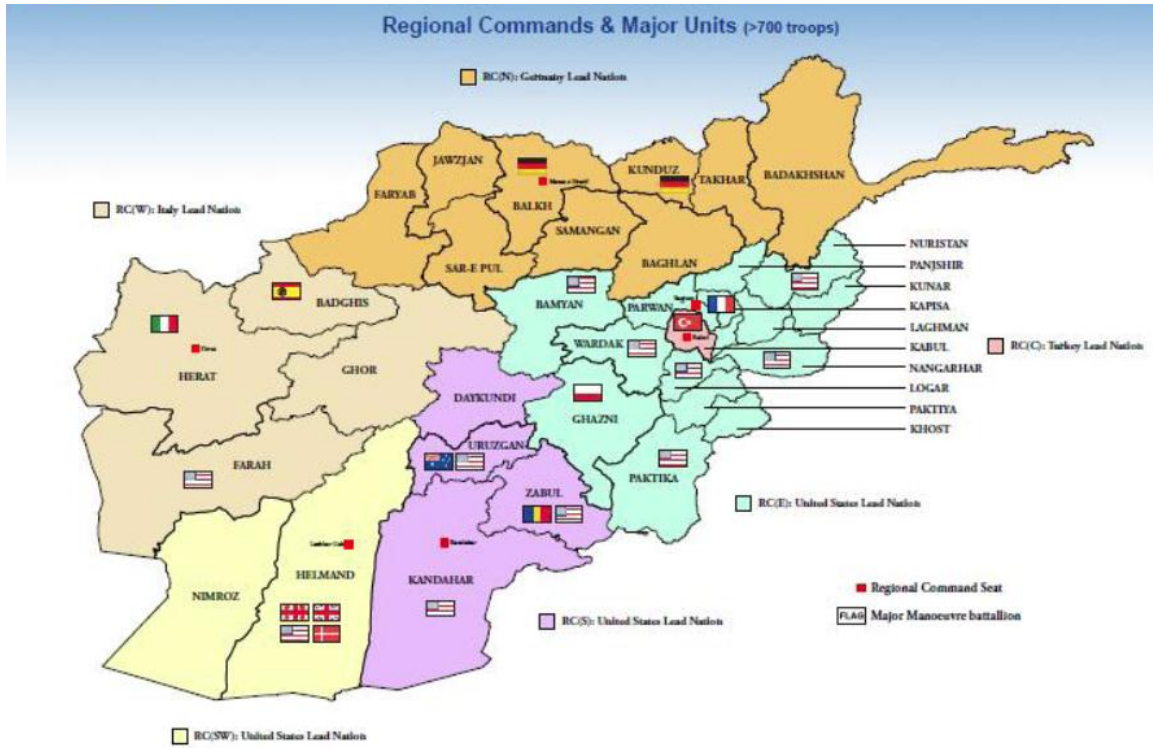 Regional Commands & Major Units (>700 troops)
RC(N): Germany Lead Nation
JAWZJAN
KUNDUZ
BADAKHSHAN
TAKHAR
FARYAB
BALKH
RC(W): Italy Lead Nation
SAMANGAN
NURISTAN
SAR-E PUL
BAGHLAN
PANJSHIR
BADGHIS
BAMYAN
KUNAR
PARWAN
KAPISA
LAGHMAN
WARDAK
KABUL
RC(C): Turkey Lead Nation
HERAT
GHOR
NANGARHAR
LOGAR
DAYKUNDI
PAKTIYA
GHAZNI
KHOST
URUZGAN
FARAH
PAKTIKA
ZABUL
RC(E): United States Lead Nation
HELMAND
KANDAHAR
NIMROZ
Regional Command Seat
FLAG Major Manoeuvre battallion
RC(S): United States Lead Nation
RC(SW): United States Lead Nation